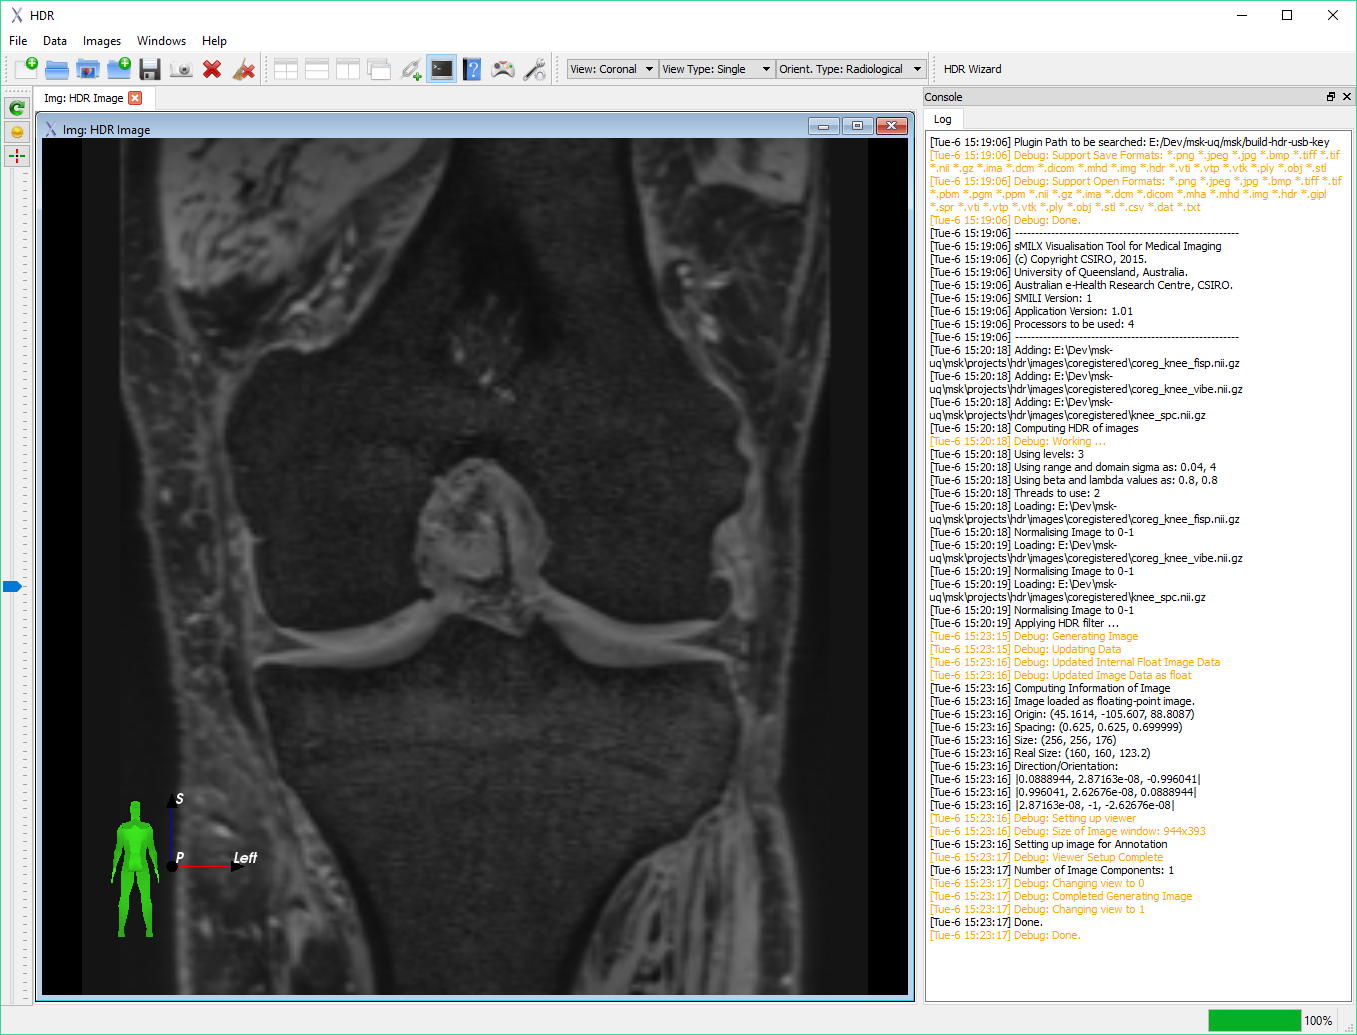 HDR
File Data Images Windows Help
View: Coronal View Type: Single Orient. Type: Radiological HDR Wizard
Img: HDR Image
Img: HDR Image
S
P Left
Console
Log
[Tue-6 15:19:06] Plugin Path to be searched: E:/Dev/msk-uq/msk/build-hdr-usb-key
[Tue-6 15:19:06] Debug: Support Save Formats: *.png *.jpeg *.jpg *.bmp *.tiff *.tif
*.nii *.gz *.ima *.dcm *.dicom *.mhd *.img *.hdr *.vti *.vtp *.vtk *.ply *.obj *.stl
[Tue-6 15:19:06] Debug: Support Open Formats: *.png *.jpeg *.jpg *.bmp *.tiff *.tif
*.pbm *.pgm *.ppm *.nii *.gz *.ima *.dcm *.dicom *.mha *.mhd *.img *.hdr *.gipl
*.spr *.vti *.vtp *.vtk *.ply *.obj *.stl *.csv *.dat *.txt
[Tue-6 15:19:06] Debug: Done.
[Tue-6 15:19:06] --------------------------------------------------------
[Tue-6 15:19:06] sMILX Visualisation Tool for Medical Imaging
[Tue-6 15:19:06] (c) Copyright CSIRO, 2015.
[Tue-6 15:19:06] University of Queensland, Australia.
[Tue-6 15:19:06] Australian e-Health Research Centre, CSIRO.
[Tue-6 15:19:06] SMILI Version: 1
[Tue-6 15:19:06] Application Version: 1.01
[Tue-6 15:19:06] Processors to be used: 4
[Tue-6 15:19:06] --------------------------------------------------------
[Tue-6 15:20:18] Adding: E:\Dev\msk-
uq\msk\projects\hdr\images\coregistered\coreg_knee_fisp.nii.gz
[Tue-6 15:20:18] Adding: E:\Dev\msk-
uq\msk\projects\hdr\images\coregistered\coreg_knee_vibe.nii.gz
[Tue-6 15:20:18] Adding: E:\Dev\msk-
uq\msk\projects\hdr\images\coregistered\knee_spc.nii.gz
[Tue-6 15:20:18] Computing HDR of images
[Tue-6 15:20:18] Debug: Working ...
[Tue-6 15:20:18] Using levels: 3
[Tue-6 15:20:18] Using range and domain sigma as: 0.04, 4
[Tue-6 15:20:18] Using beta and lambda values as: 0.8, 0.8
[Tue-6 15:20:18] Threads to use: 2
[Tue-6 15:20:18] Loading: E:\Dev\msk-
uq\msk\projects\hdr\images\coregistered\coreg_knee_fisp.nii.gz
[Tue-6 15:20:18] Normalising Image to 0-1
[Tue-6 15:20:19] Loading: E:\Dev\msk-
uq\msk\projects\hdr\images\coregistered\coreg_knee_vibe.nii.gz
[Tue-6 15:20:19] Normalising Image to 0-1
[Tue-6 15:20:19] Loading: E:\Dev\msk-
uq\msk\projects\hdr\images\coregistered\knee_spc.nii.gz
[Tue-6 15:20:19] Normalising Image to 0-1
[Tue-6 15:20:19] Applying HDR filter ...
[Tue-6 15:23:15] Debug: Generating Image
[Tue-6 15:23:15] Debug: Updating Data
[Tue-6 15:23:16] Debug: Updated Internal Float Image Data
[Tue-6 15:23:16] Debug: Updated Image Data as float
[Tue-6 15:23:16] Computing Information of Image
[Tue-6 15:23:16] Image loaded as floating-point image.
[Tue-6 15:23:16] Origin: (45.1614, -105.607, 88.8087)
[Tue-6 15:23:16] Spacing: (0.625, 0.625, 0.699999)
[Tue-6 15:23:16] Size: (256, 256, 176)
[Tue-6 15:23:16] Real Size: (160, 160, 123.2)
[Tue-6 15:23:16] Direction/Orientation:
[Tue-6 15:23:16] |0.0888944, 2.87163e-08, -0.996041|
[Tue-6 15:23:16] |0.996041, 2.62676e-08, 0.0888944|
[Tue-6 15:23:16] |2.87163e-08, -1, -2.62676e-08|
[Tue-6 15:23:16] Debug: Setting up viewer
[Tue-6 15:23:16] Debug: Size of Image window: 944x393
[Tue-6 15:23:16] Setting up image for Annotation
[Tue-6 15:23:17] Debug: Viewer Setup Complete
[Tue-6 15:23:17] Number of Image Components: 1
[Tue-6 15:23:17] Debug: Changing view to 0
[Tue-6 15:23:17] Debug: Completed Generating Image
[Tue-6 15:23:17] Debug: Changing view to 1
[Tue-6 15:23:17] Done.
[Tue-6 15:23:17] Debug: Done.
100%